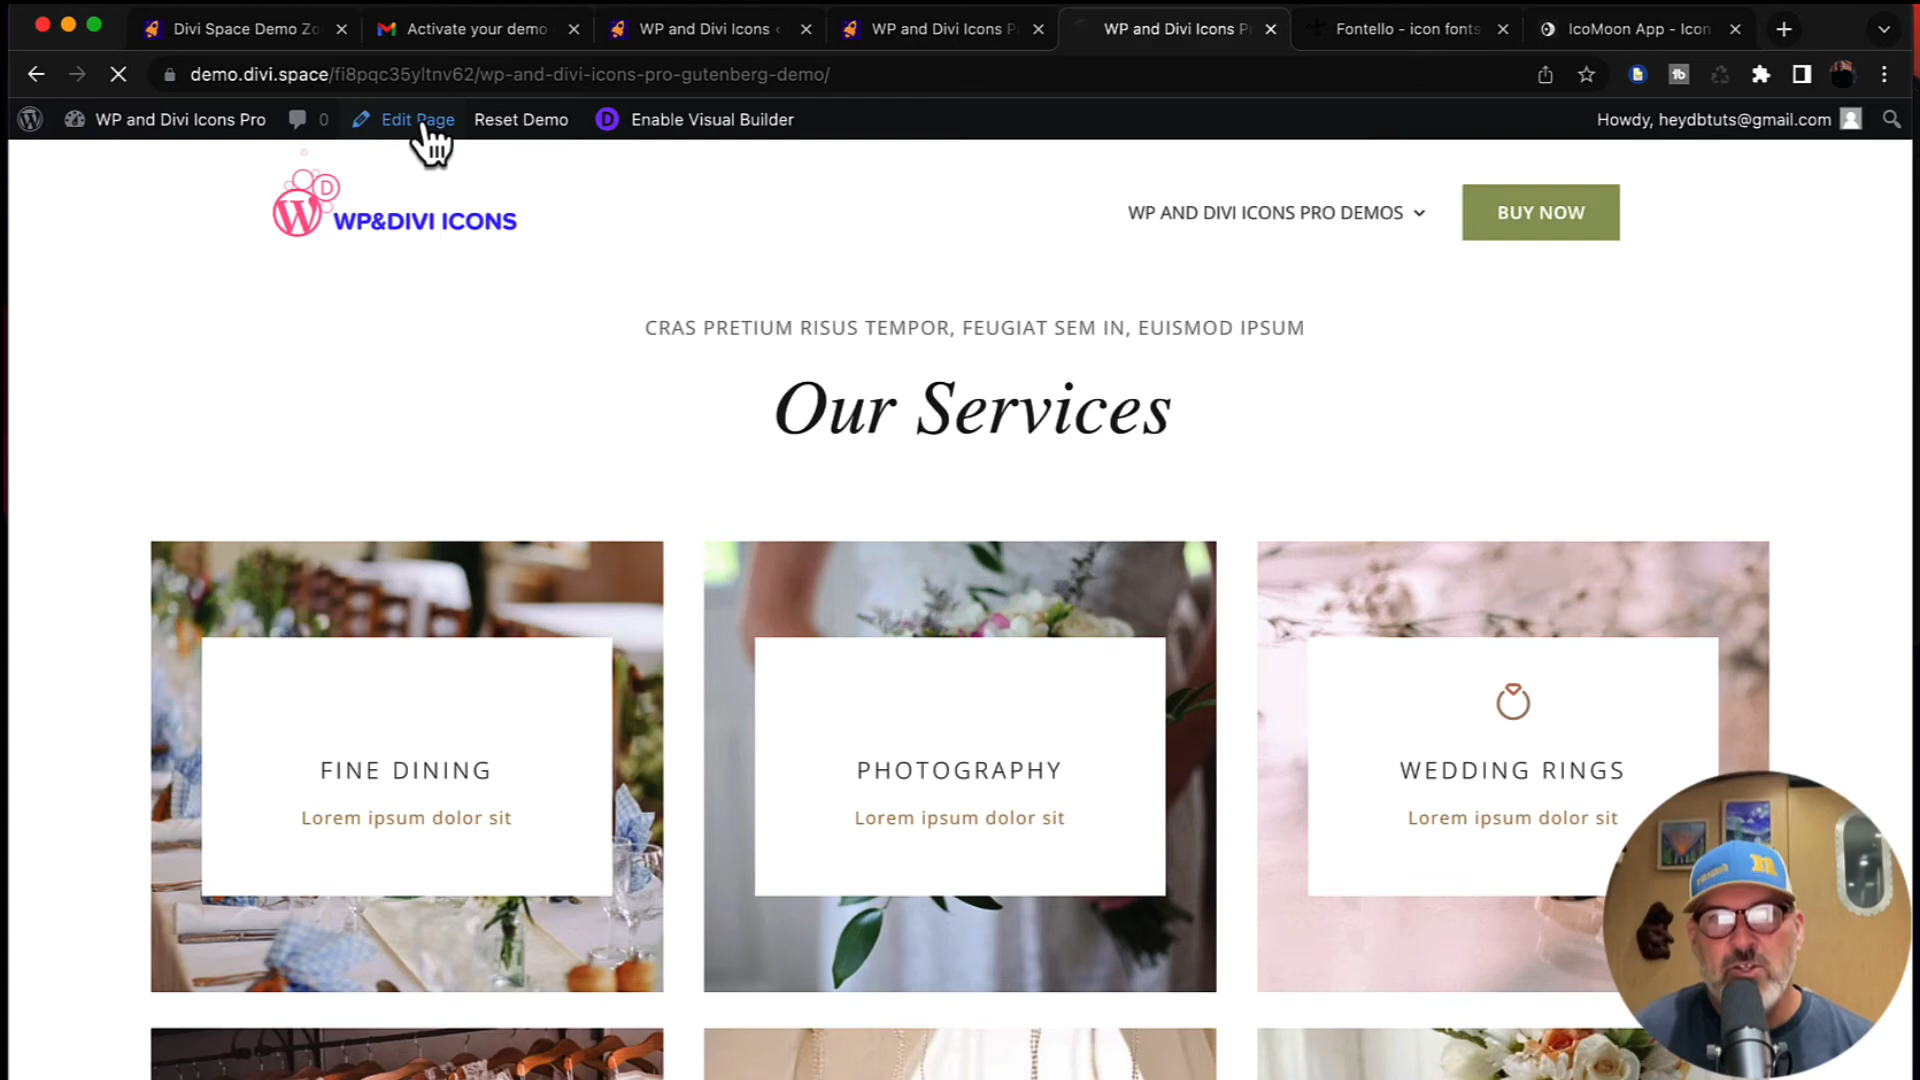 Divi Space Demo Zo
Activate your demo
WP and Divi Icons ‹
WP and Divi Icons P
WP and Divi Icons P
Fontello - icon fonts
IcoMoon App - Icon
demo.divi.space/fi8pqc35yltnv62/wp-and-divi-icons-pro-gutenberg-demo/
WP and Divi Icons Pro 0 Edit Page Reset Demo D Enable Visual Builder Howdy, heydbtuts@gmail.com
W D WP&DIVI ICONS
WP AND DIVI ICONS PRO DEMOS
BUY NOW
CRAS PRETIUM RISUS TEMPOR, FEUGIAT SEM IN, EUISMOD IPSUM
Our Services
FINE DINING
Lorem ipsum dolor sit
PHOTOGRAPHY
Lorem ipsum dolor sit
WEDDING RINGS
Lorem ipsum dolor sit